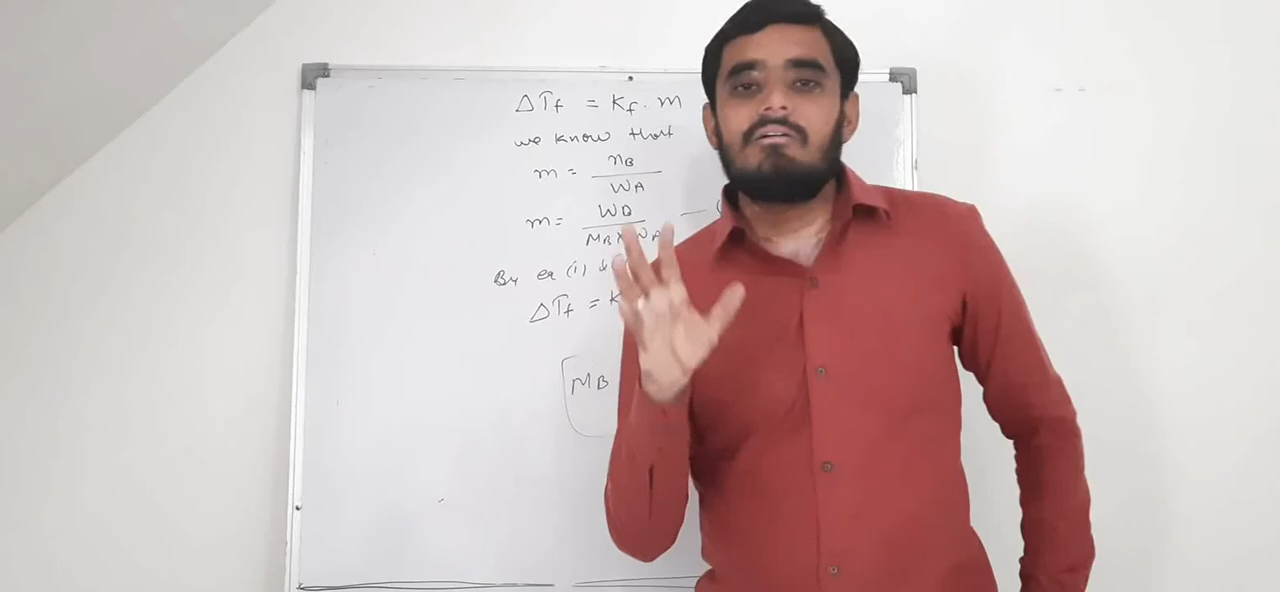 ΔTf = Kf. m
we know that
m = nB / WA
m = WB / MB × WA — (
By eq (i) &
ΔTf = K
MB